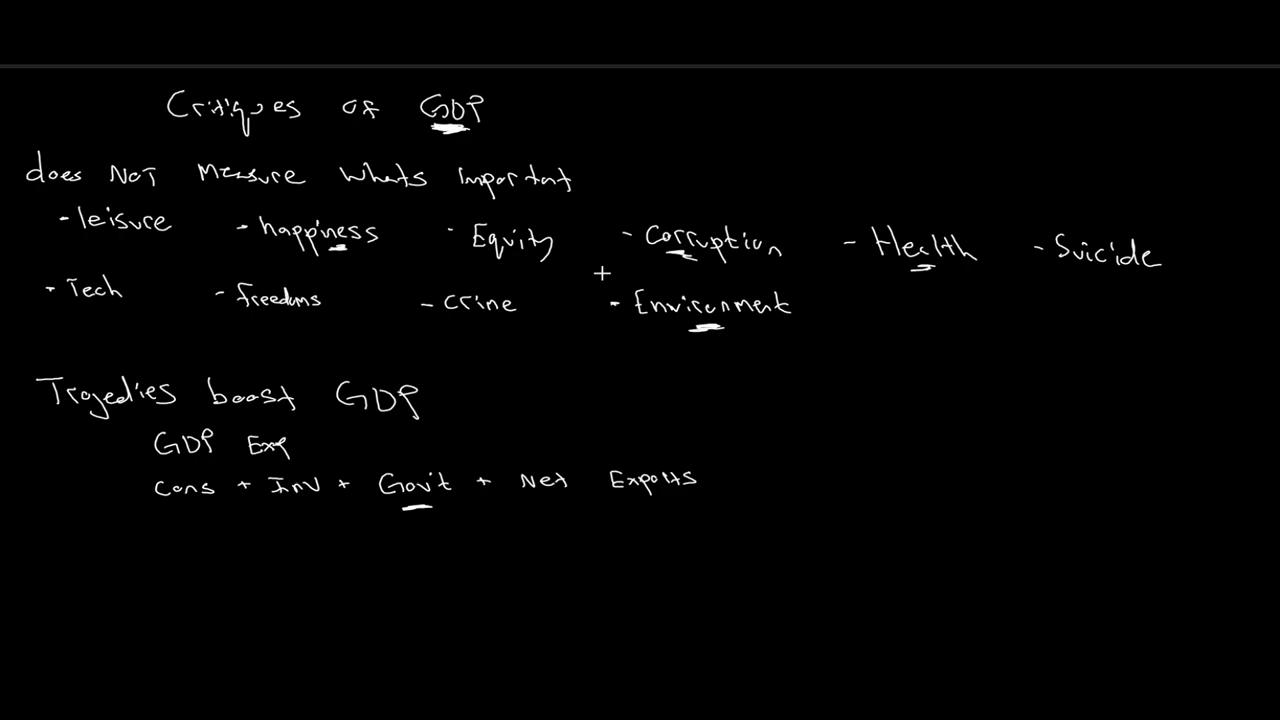 Critiques of GDP
does NOT Measure Whats Important
- leisure - happiness - Equity - Corruption - Health - Suicide
- Tech - freedoms - crime - Environment
Tragedies boost GDP
GDP Exp
Cons + Inv + Gov't + Net Exports